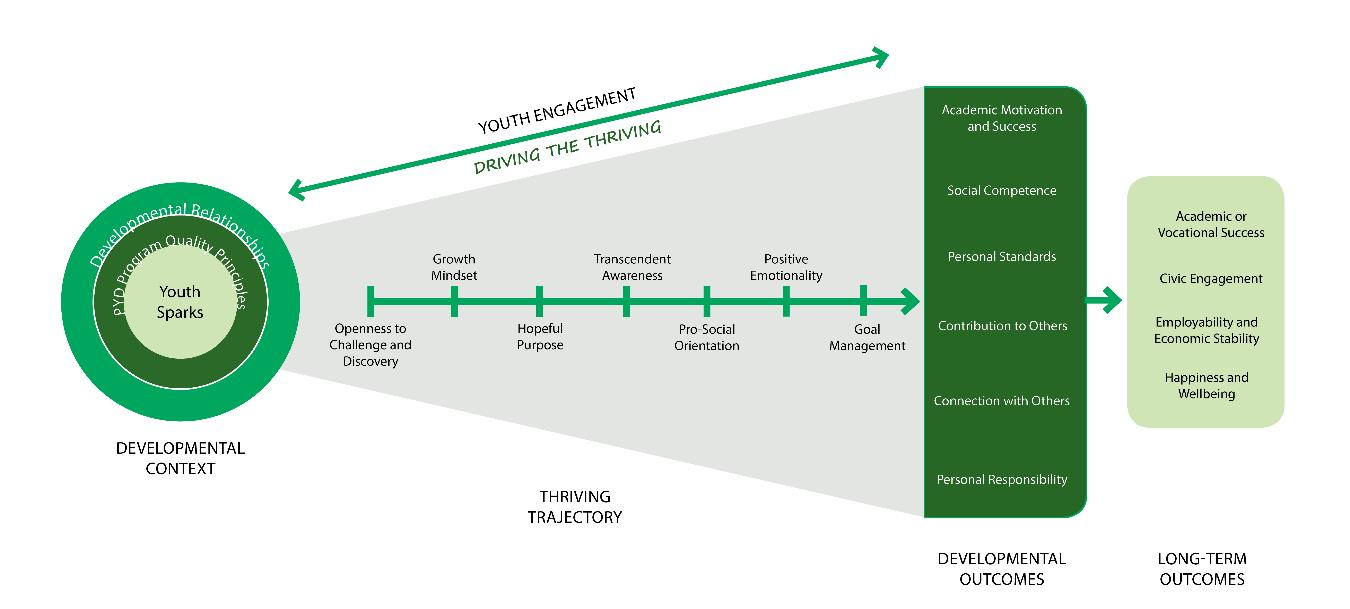 YOUTH ENGAGEMENT
DRIVING THE THRIVING
Developmental Relationships
PYD Program Quality Principles
Youth
Sparks
DEVELOPMENTAL
CONTEXT
Growth
Mindset
Transcendent
Awareness
Positive
Emotionality
Openness to
Challenge and
Discovery
Hopeful
Purpose
Pro-Social
Orientation
Goal
Management
THRIVING
TRAJECTORY
Academic Motivation
and Success
Social Competence
Personal Standards
Contribution to Others
Connection with Others
Personal Responsibility
DEVELOPMENTAL
OUTCOMES
Academic or
Vocational Success
Civic Engagement
Employability and
Economic Stability
Happiness and
Wellbeing
LONG-TERM
OUTCOMES